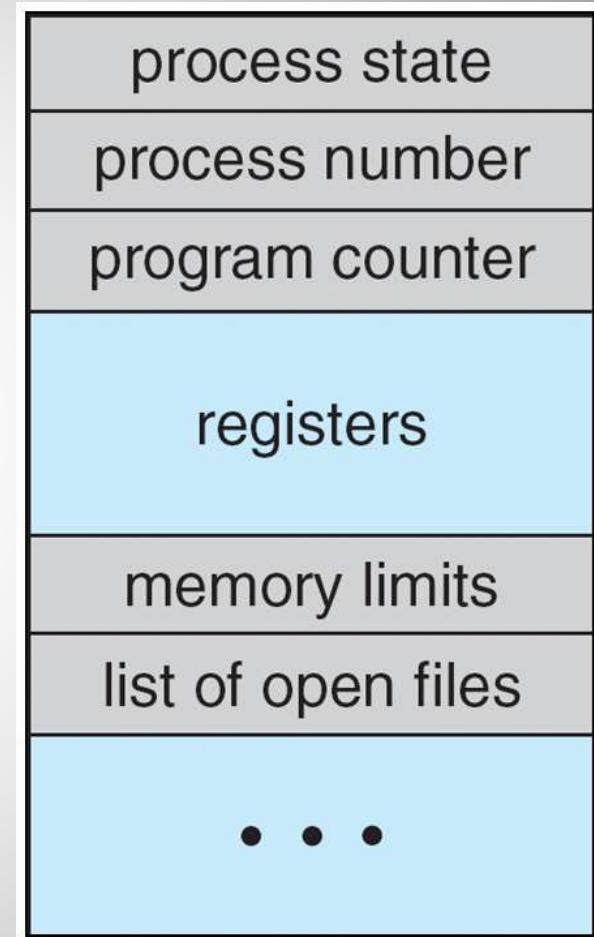 process state
process number
program counter
registers
memory limits
list of open files
• • •